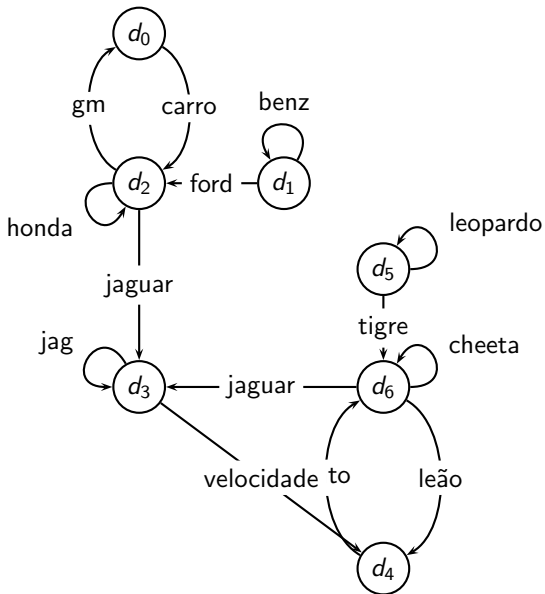 d0
gm carro
benz
d2 ford d1
honda
leopardo
d5
jaguar
tigre
jag
cheeta
d3 jaguar d6
velocidade to leão
d4